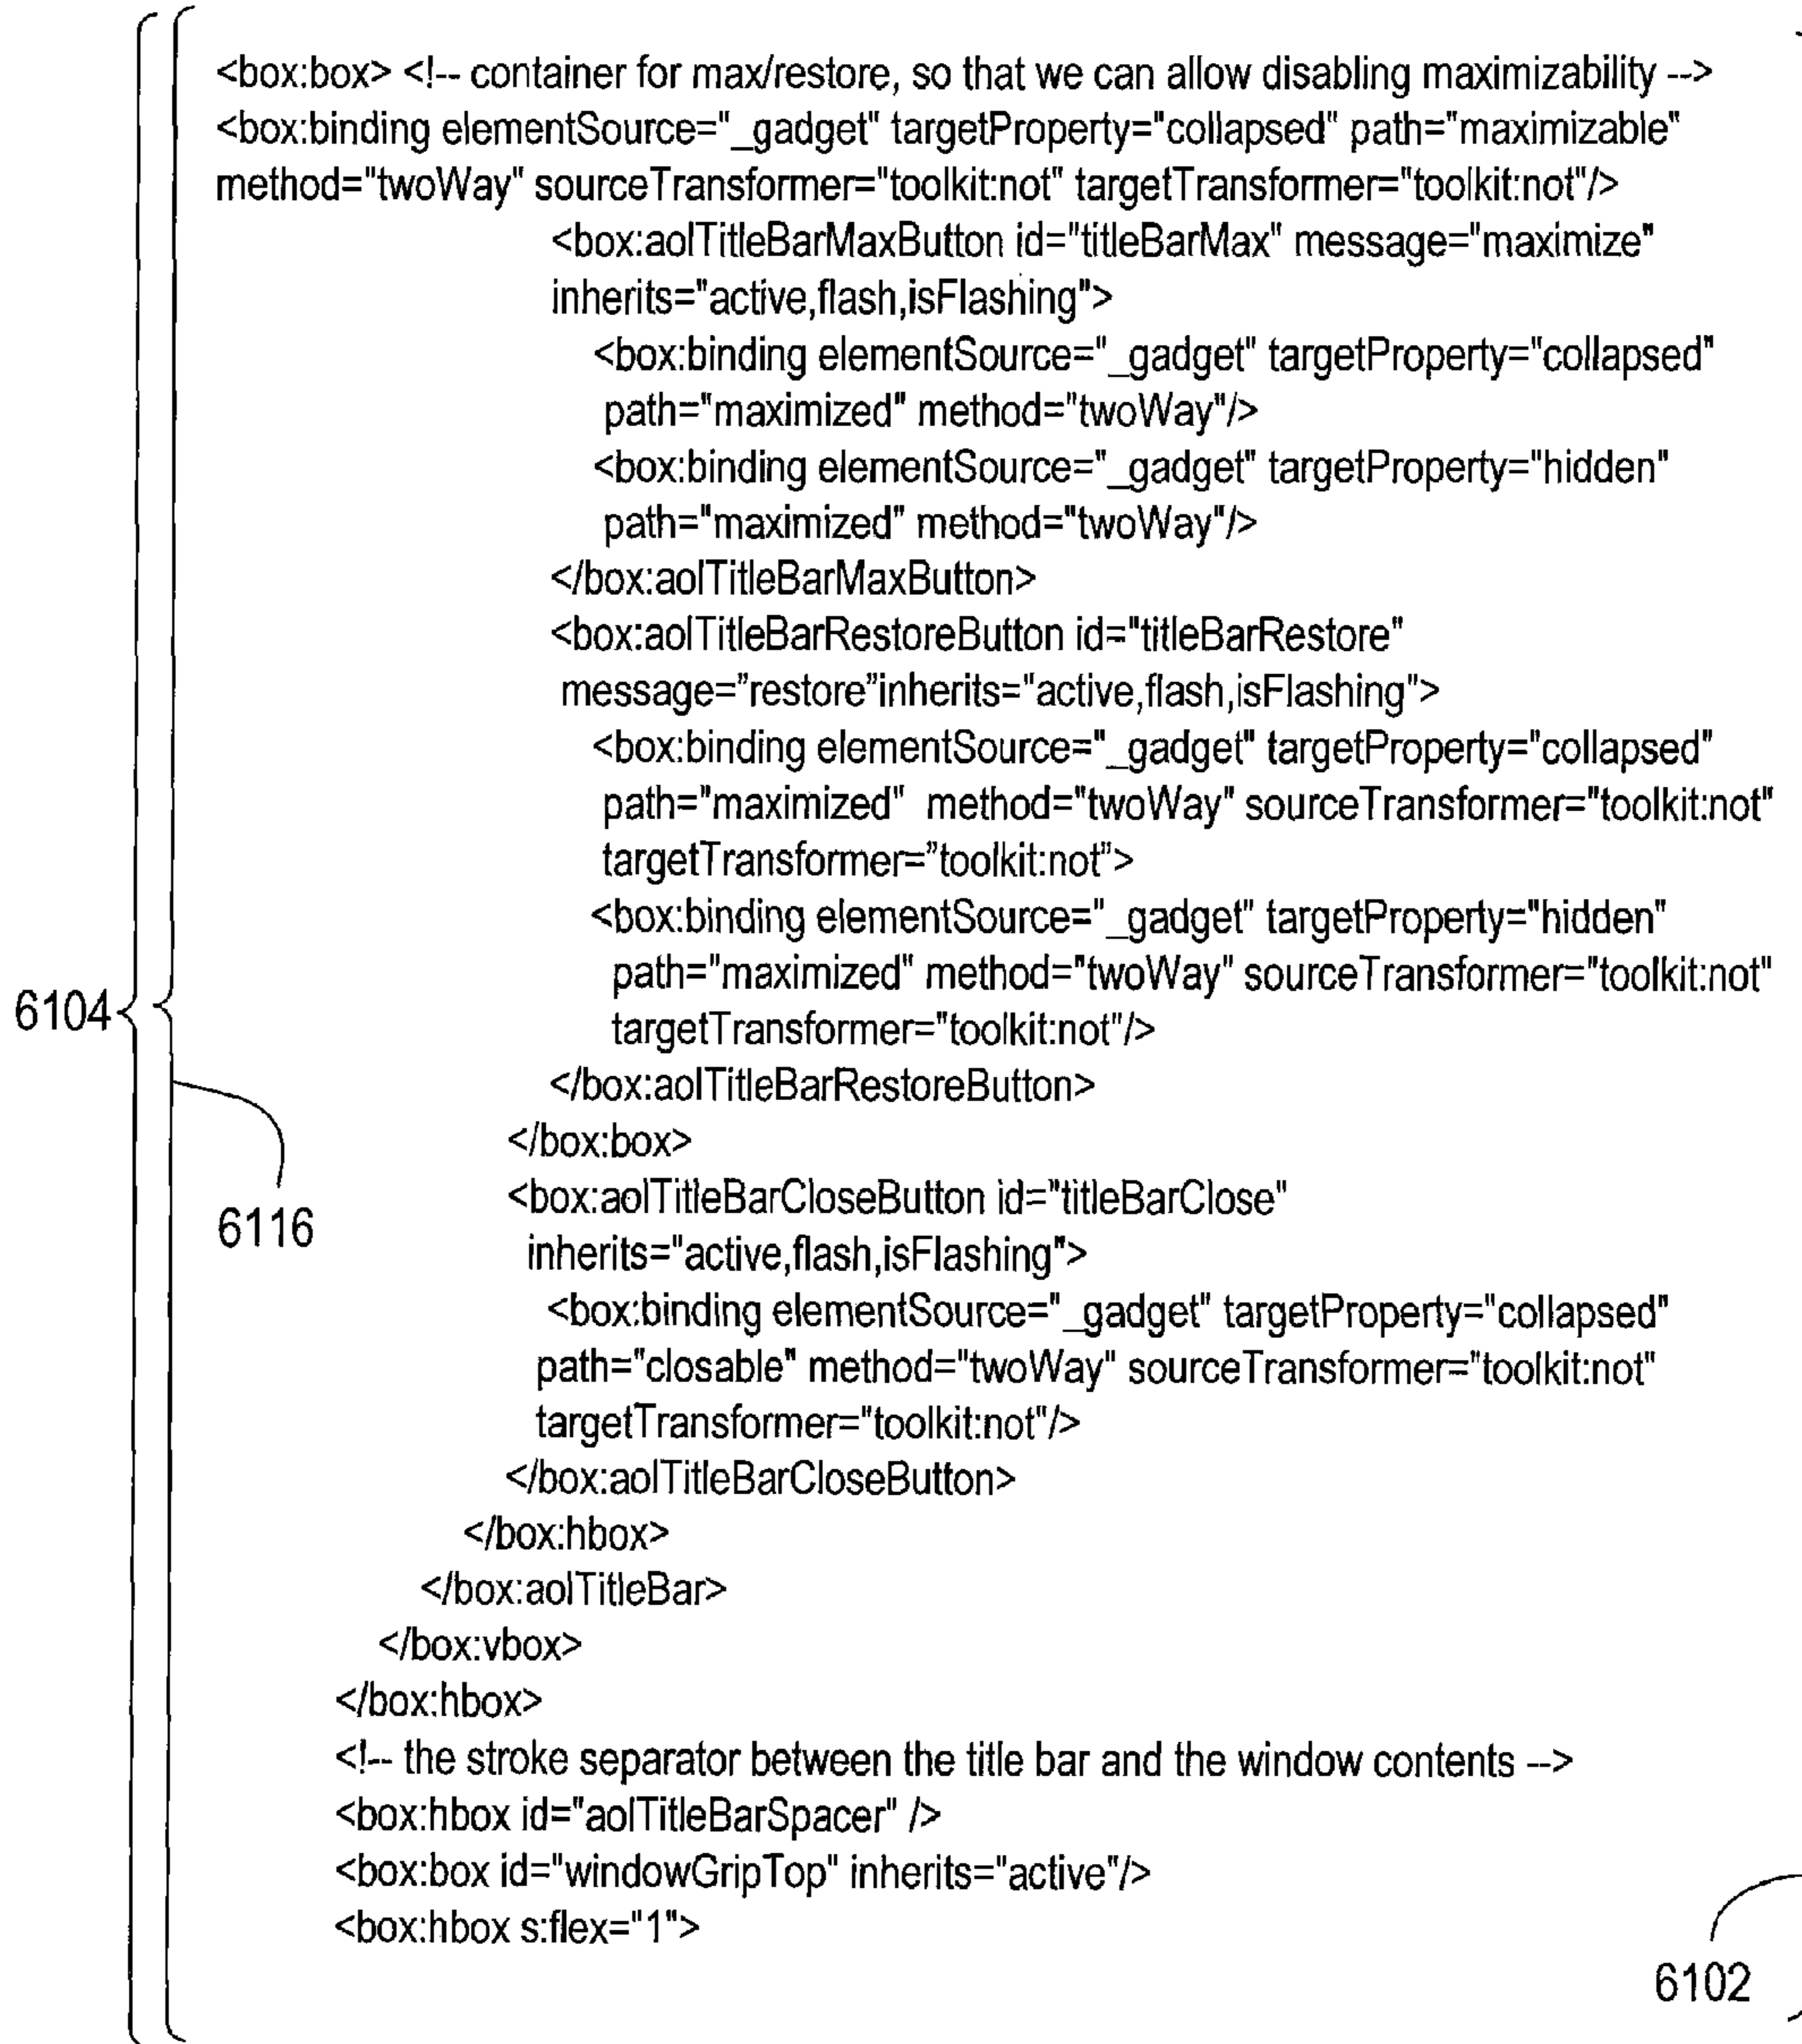 <box:box> <!-- container for max/restore, so that we can allow disabling maximizability -->
<box:binding elementSource="_gadget" targetProperty="collapsed" path="maximizable"
method="twoWay" sourceTransformer="toolkit:not" targetTransformer="toolkit:not"/>
<box:aolTitleBarMaxButton id="titleBarMax" message="maximize"
inherits="active,flash,isFlashing">
<box:binding elementSource="_gadget" targetProperty="collapsed"
path="maximized" method="twoWay"/>
<box:binding elementSource="_gadget" targetProperty="hidden"
path="maximized" method="twoWay"/>
</box:aolTitleBarMaxButton>
<box:aolTitleBarRestoreButton id="titleBarRestore"
message=”restore”inherits="active,flash,isFlashing">
<box:binding elementSource="_gadget" targetProperty="collapsed"
path="maximized" method="twoWay" sourceTransformer="toolkit:not"
targetTransformer=”toolkit:not”>
<box:binding elementSource="_gadget" targetProperty="hidden"
path="maximized" method="twoWay" sourceTransformer="toolkit:not"
targetTransformer="toolkit:not"/>
</box:aolTitleBarRestoreButton>
</box:box>
<box:aolTitleBarCloseButton id="titleBarClose"
inherits="active,flash,isFlashing">
<box:binding elementSource="_gadget" targetProperty="collapsed"
path="closable" method="twoWay" sourceTransformer="toolkit:not"
targetTransformer="toolkit:not"/>
</box:aolTitleBarCloseButton>
</box:hbox>
</box:aolTitleBar>
</box:vbox>
</box:hbox>
<!-- the stroke separator between the title bar and the window contents -->
<box:hbox id="aolTitleBarSpacer" />
<box:box id="windowGripTop" inherits="active"/>
<box:hbox s:flex="1">
6104
6116
6102